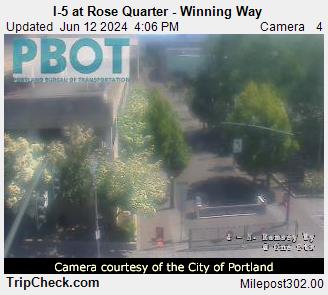 I-5 at Rose Quarter - Winning Way
Updated Jun 12 2024 4:06 PM Camera 4
PBOT
PORTLAND BUREAU OF TRANSPORTATION
Camera courtesy of the City of Portland
TripCheck.com Milepost302.00